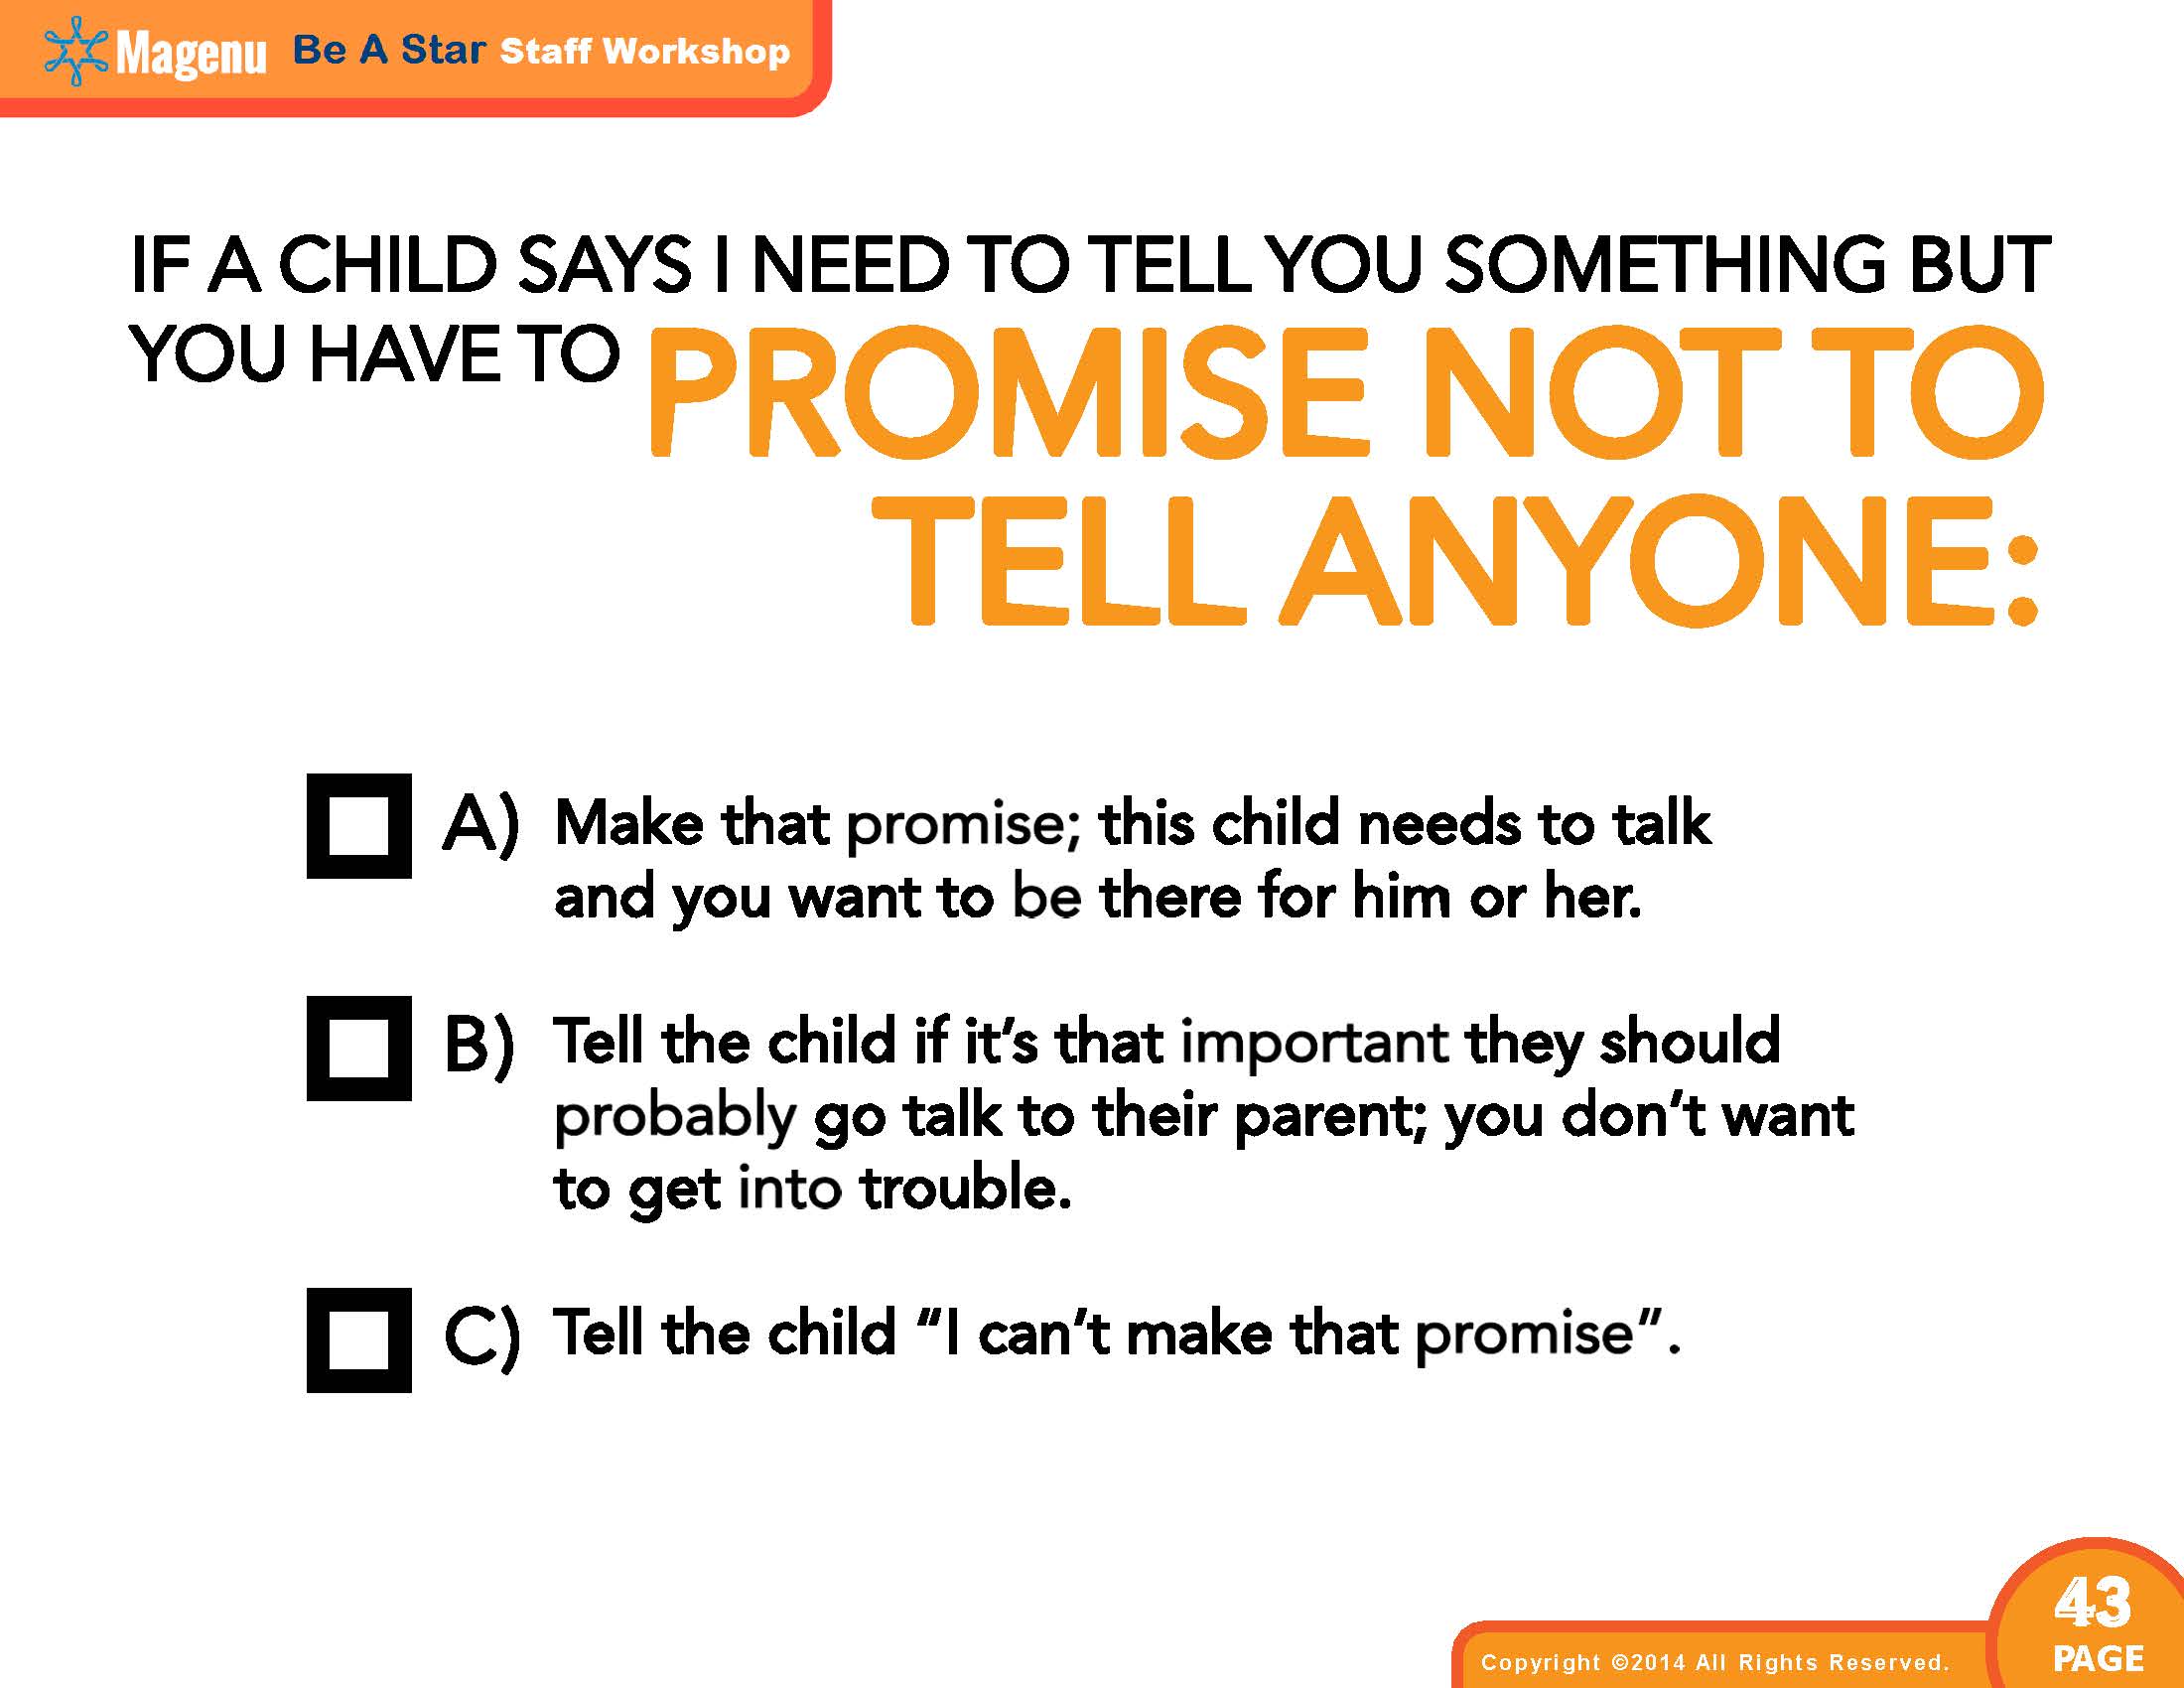 Magenu Be A Star Staff Workshop
IF A CHILD SAYS I NEED TO TELL YOU SOMETHING BUT
YOU HAVE TO PROMISE NOT TO
TELL ANYONE:
A) Make that promise; this child needs to talk
and you want to be there for him or her.
B) Tell the child if it’s that important they should
probably go talk to their parent; you don’t want
to get into trouble.
C) Tell the child “I can’t make that promise”.
43
PAGE
Copyright ©2014 All Rights Reserved.